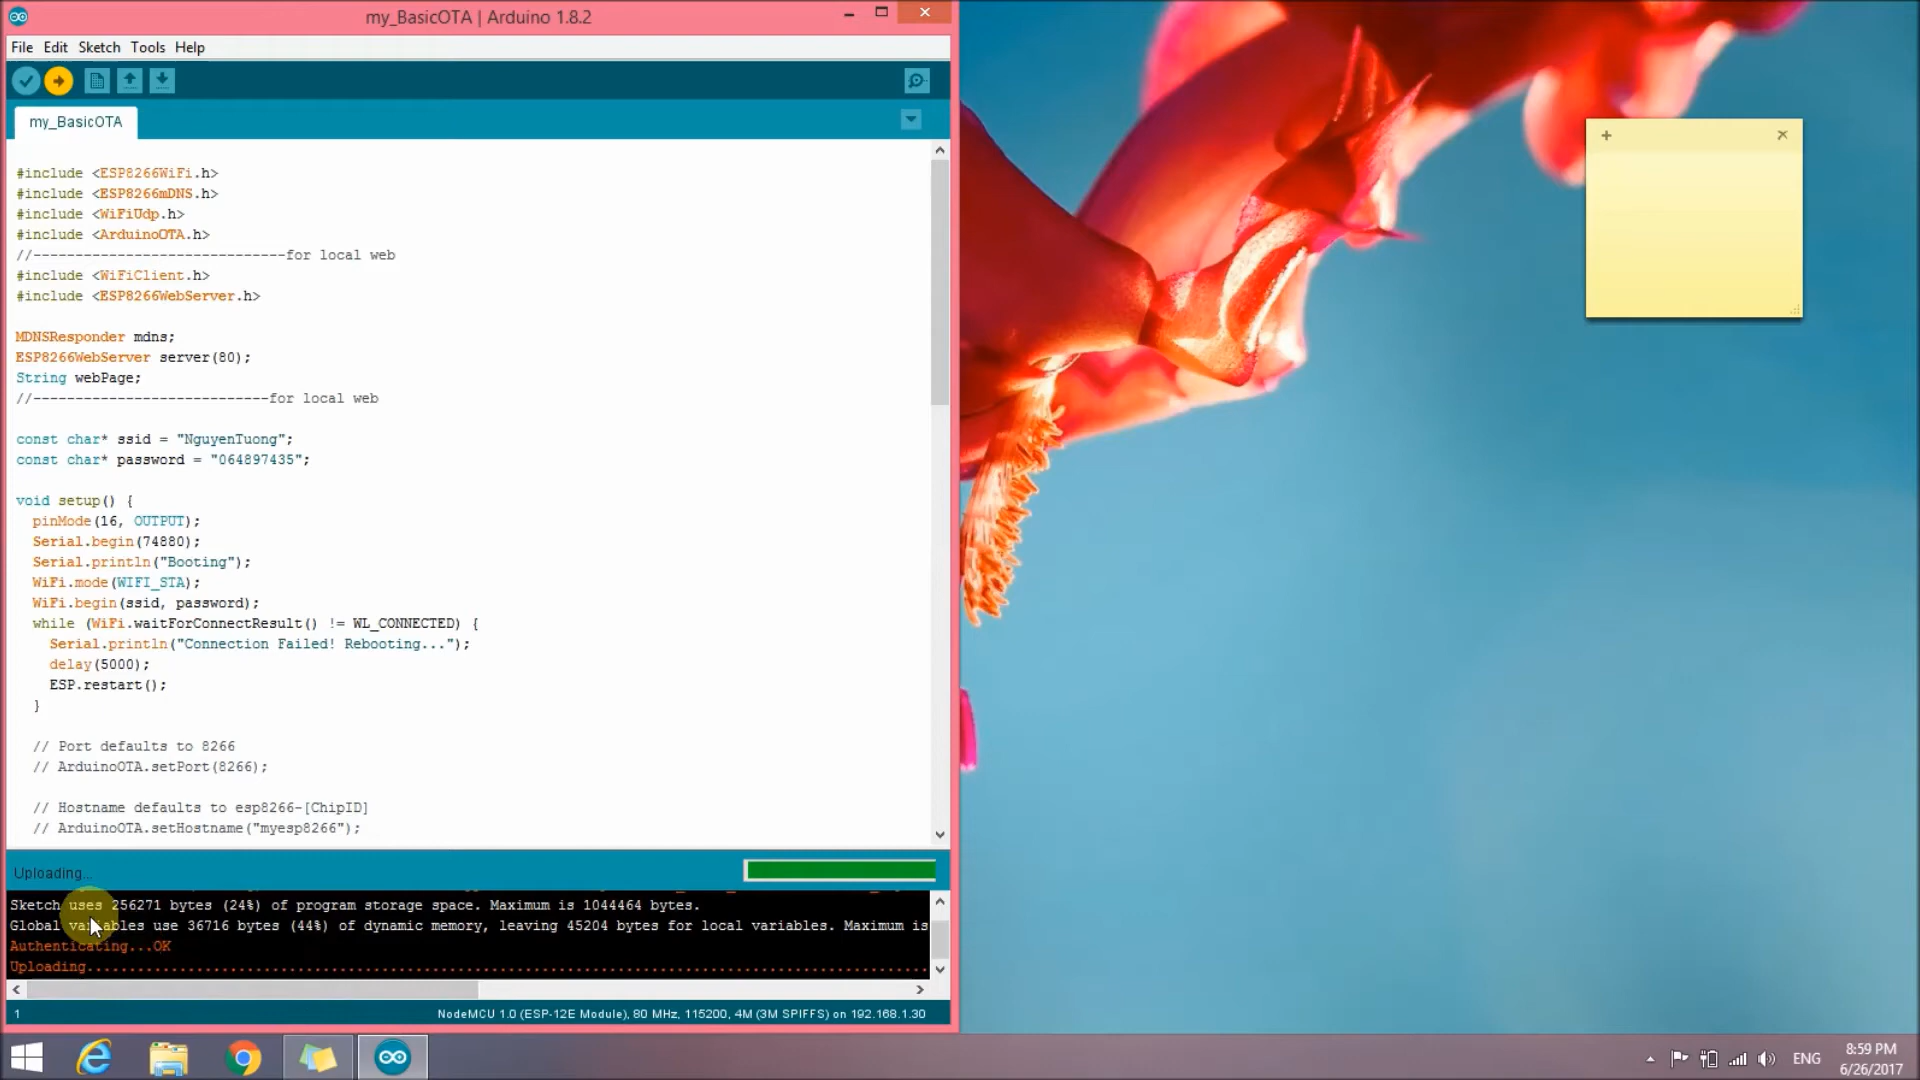 my_BasicOTA | Arduino 1.8.2
File Edit Sketch Tools Help
my_BasicOTA
#include <ESP8266WiFi.h>
#include <ESP8266mDNS.h>
#include <WiFiUdp.h>
#include <ArduinoOTA.h>
//------------------------------for local web
#include <WiFiClient.h>
#include <ESP8266WebServer.h>
MDNSResponder mdns;
ESP8266WebServer server(80);
String webPage;
//----------------------------for local web
const char* ssid = "NguyenTuong";
const char* password = "064897435";
void setup() {
pinMode(16, OUTPUT);
Serial.begin(74880);
Serial.println("Booting");
WiFi.mode(WIFI_STA);
WiFi.begin(ssid, password);
while (WiFi.waitForConnectResult() != WL_CONNECTED) {
Serial.println("Connection Failed! Rebooting...");
delay(5000);
ESP.restart();
}
// Port defaults to 8266
// ArduinoOTA.setPort(8266);
// Hostname defaults to esp8266-[ChipID]
// ArduinoOTA.setHostname("myesp8266");
Uploading...
Sketch uses 256271 bytes (24%) of program storage space. Maximum is 1044464 bytes.
Global variables use 36716 bytes (44%) of dynamic memory, leaving 45204 bytes for local variables. Maximum is
Authenticating...OK
Uploading....................................................................................................
1
NodeMCU 1.0 (ESP-12E Module), 80 MHz, 115200, 4M (3M SPIFFS) on 192.168.1.30
ENG
8:59 PM
6/26/2017